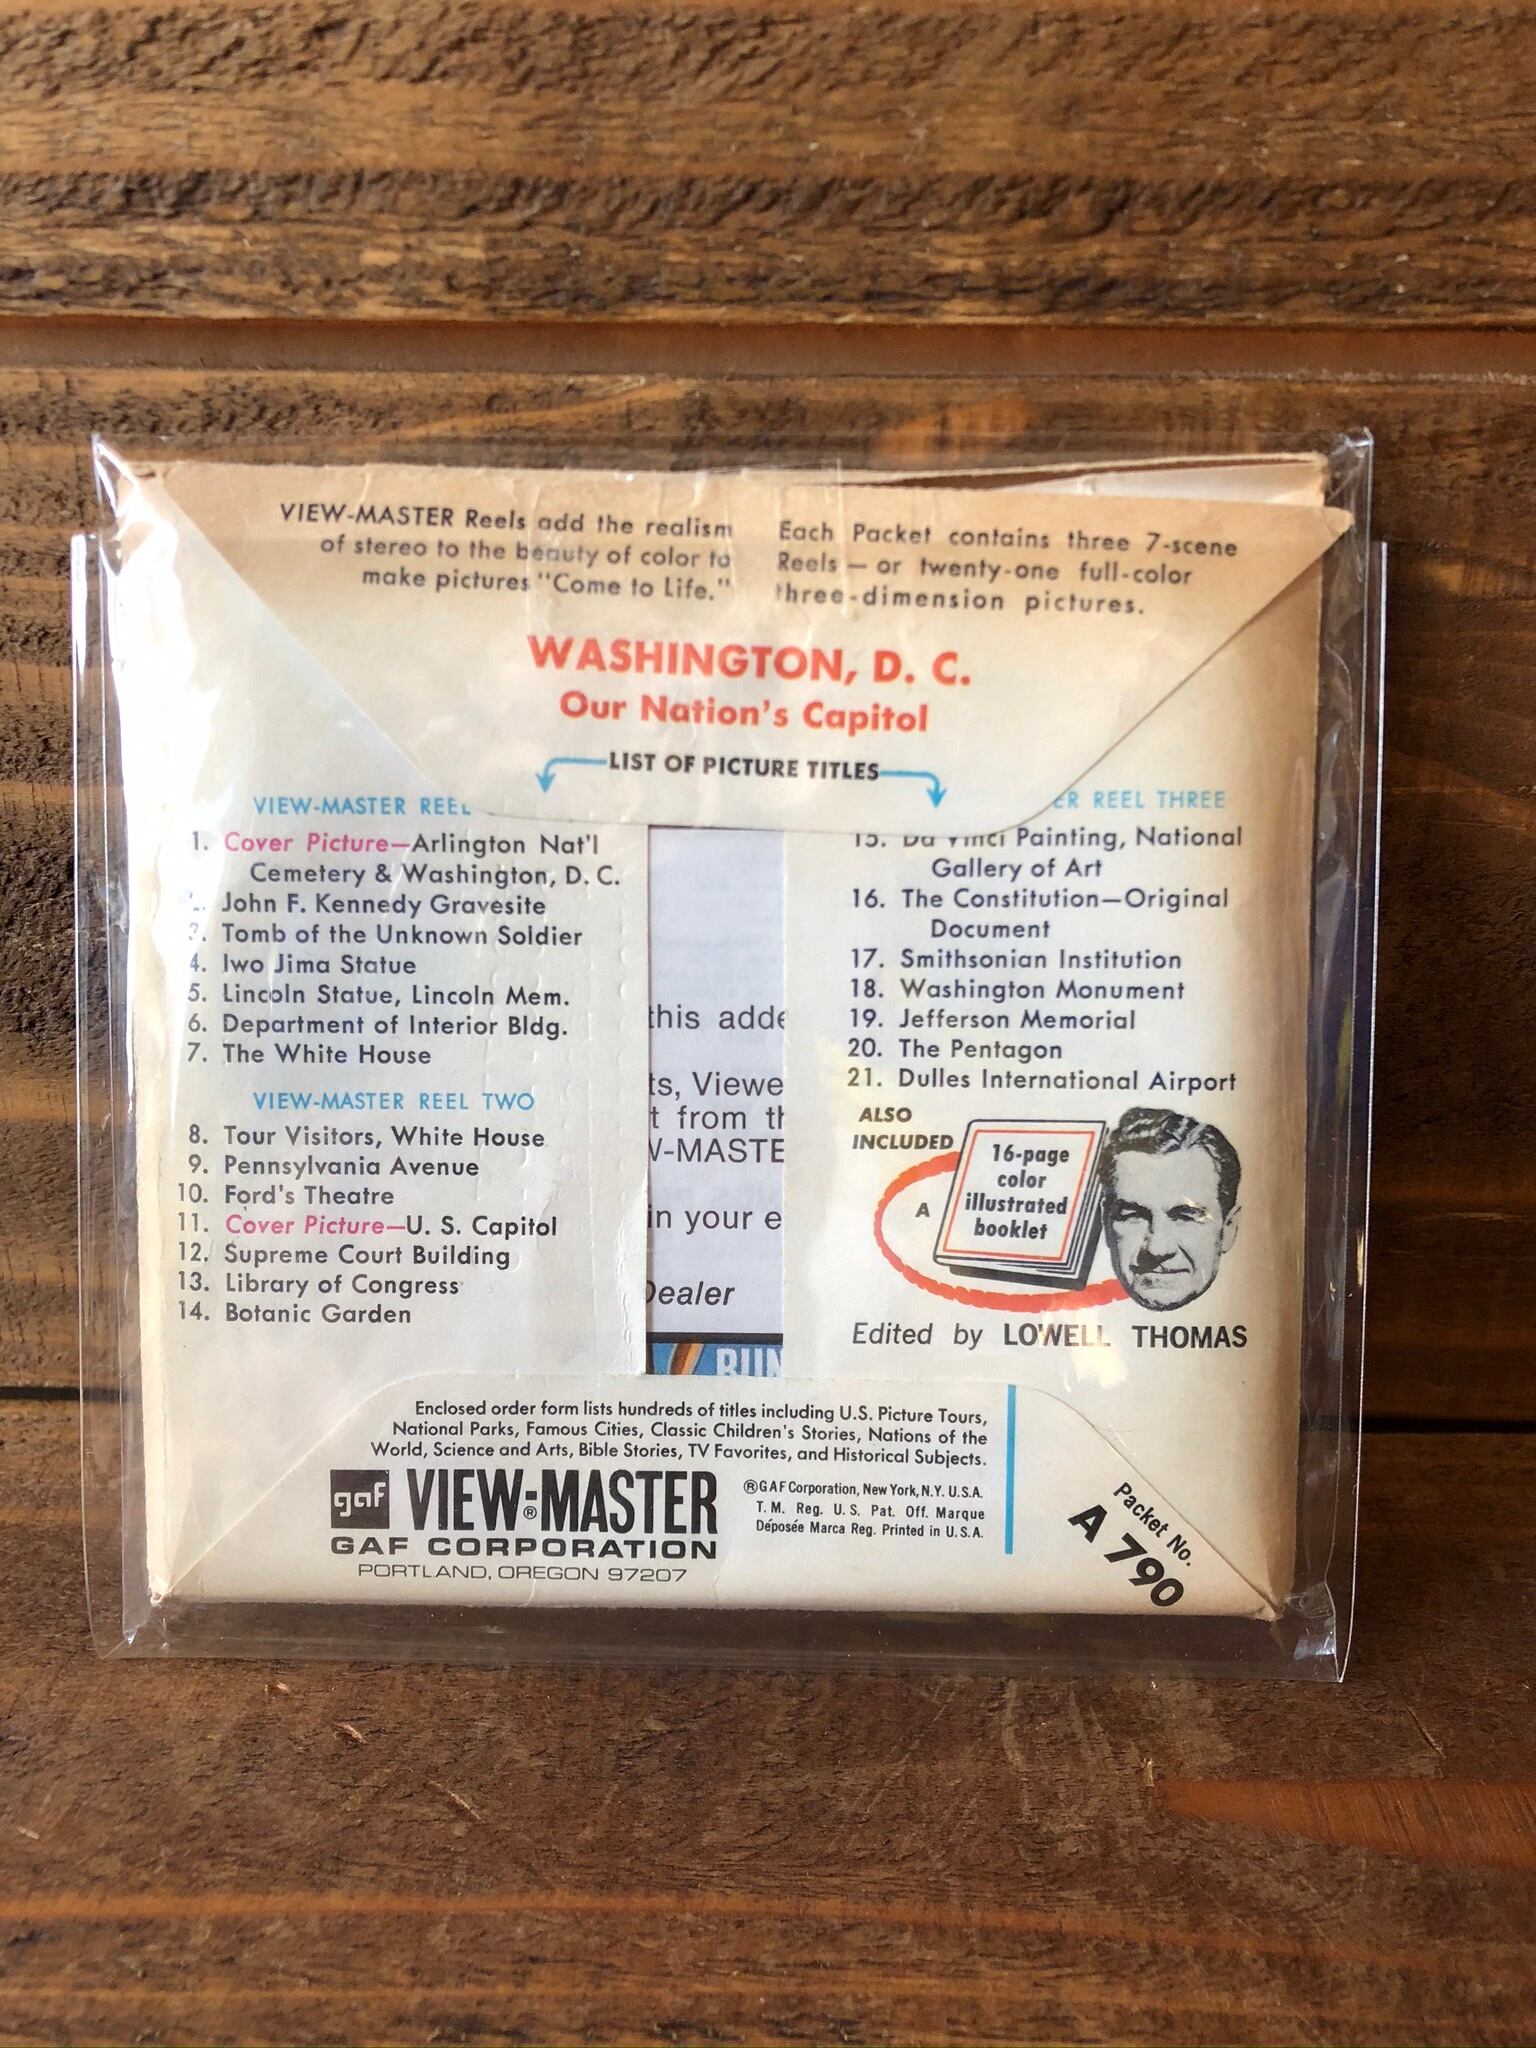 VIEW-MASTER Reels add the realism
of stereo to the beauty of color to
make pictures "Come to Life."
Each Packet contains three 7-scene
Reels — or twenty-one full-color
three-dimension pictures.
WASHINGTON, D. C.
Our Nation's Capitol
LIST OF PICTURE TITLES
VIEW-MASTER REEL
1. Cover Picture—Arlington Nat'l
Cemetery & Washington, D. C.
2. John F. Kennedy Gravesite
3. Tomb of the Unknown Soldier
4. Iwo Jima Statue
5. Lincoln Statue, Lincoln Mem.
6. Department of Interior Bldg.
7. The White House
VIEW-MASTER REEL TWO
8. Tour Visitors, White House
9. Pennsylvania Avenue
10. Ford's Theatre
11. Cover Picture—U. S. Capitol
12. Supreme Court Building
13. Library of Congress
14. Botanic Garden
this adde
ts, Viewe
t from th
W-MASTE
in your e
Dealer
ER REEL THREE
15. Da Vinci Painting, National
Gallery of Art
16. The Constitution—Original
Document
17. Smithsonian Institution
18. Washington Monument
19. Jefferson Memorial
20. The Pentagon
21. Dulles International Airport
ALSO
INCLUDED
A
16-page
color
illustrated
booklet
Edited by LOWELL THOMAS
Enclosed order form lists hundreds of titles including U.S. Picture Tours,
National Parks, Famous Cities, Classic Children's Stories, Nations of the
World, Science and Arts, Bible Stories, TV Favorites, and Historical Subjects.
gaf VIEW-MASTER®
GAF CORPORATION
PORTLAND, OREGON 97207
®GAF Corporation, New York, N.Y. U.S.A.
T. M. Reg. U. S. Pat. Off. Marque
Déposée Marca Reg. Printed in U.S.A.
Packet No.
A 790